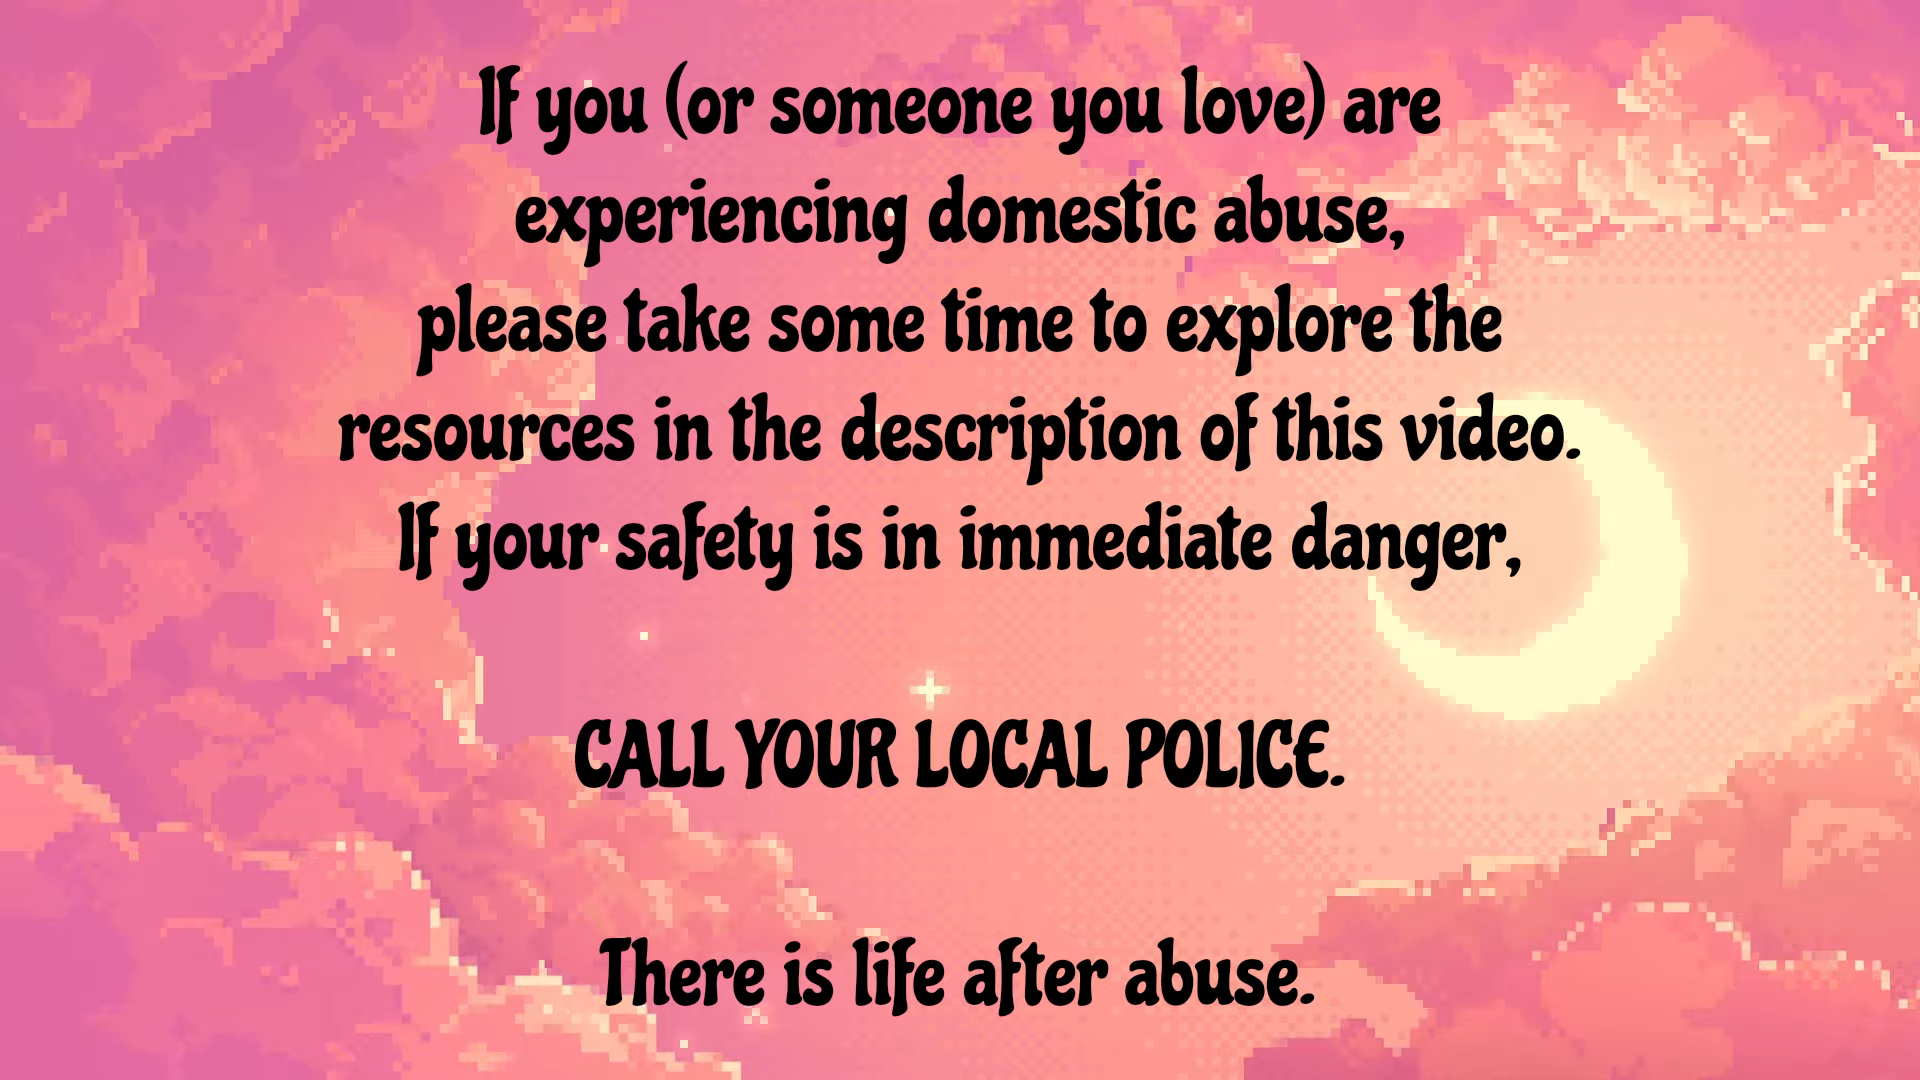 If you (or someone you love) are
experiencing domestic abuse,
please take some time to explore the
resources in the description of this video.
If your safety is in immediate danger,
CALL YOUR LOCAL POLICE.
There is life after abuse.